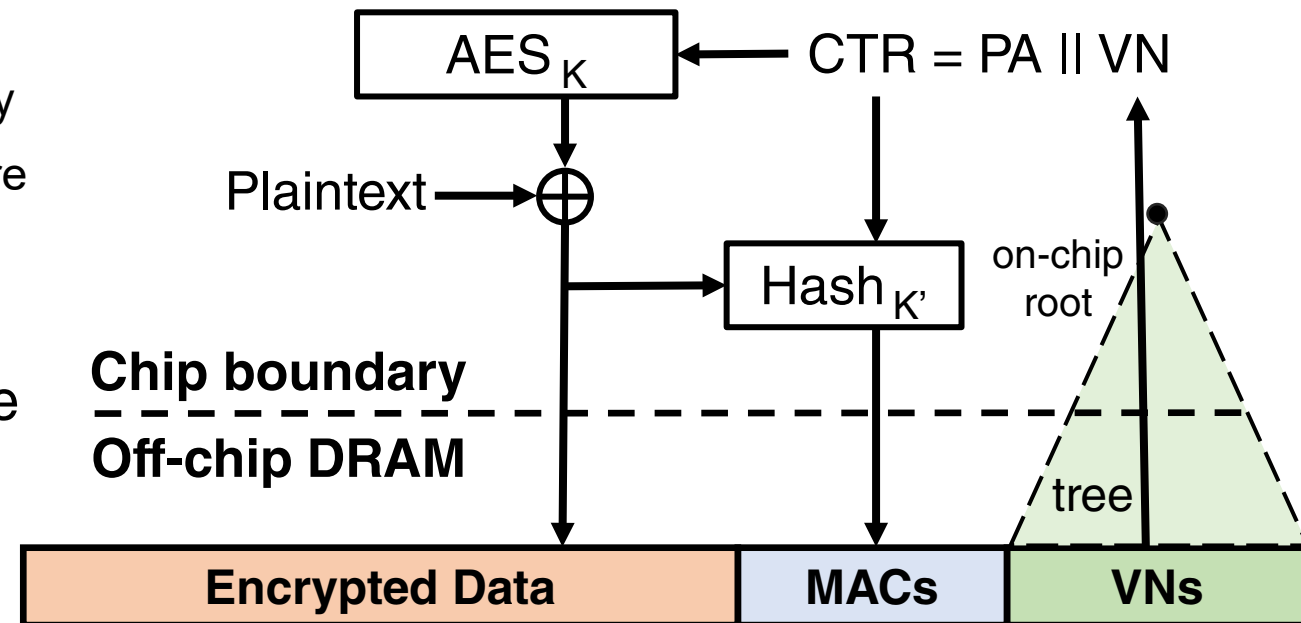 AES K
CTR = PA || VN
Plaintext
Hash K'
on-chip
root
Chip boundary
Off-chip DRAM
tree
Encrypted Data
MACs
VNs